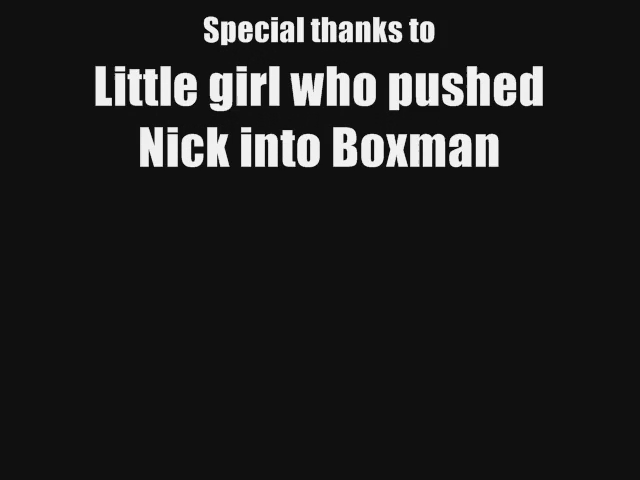 Special thanks to
Little girl who pushed
Nick into Boxman